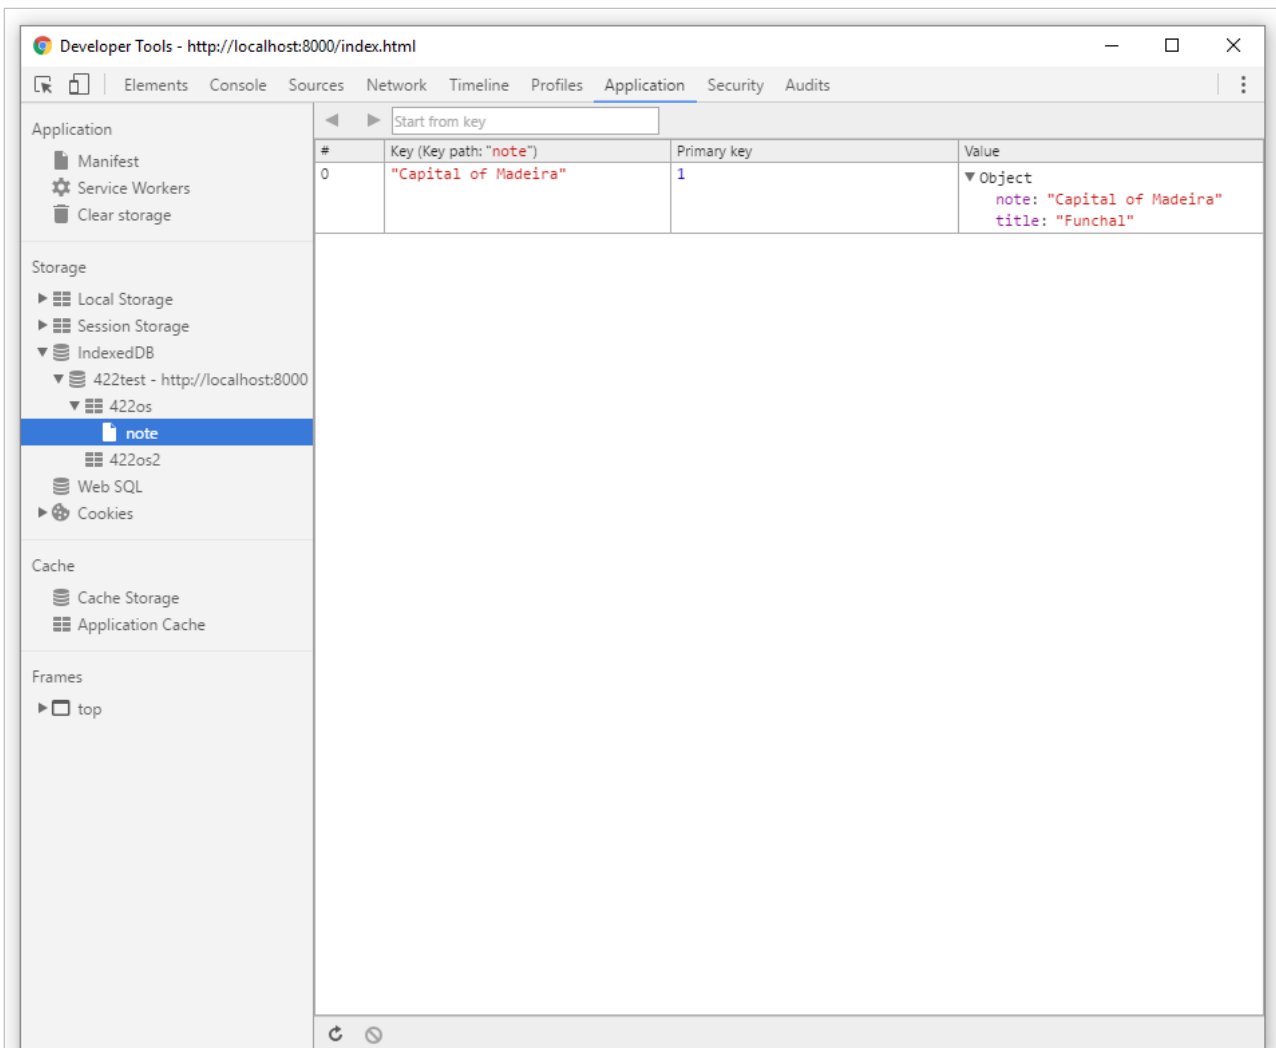 Developer Tools - http://localhost:8000/index.html
Elements Console Sources Network Timeline Profiles Application Security Audits
Application
Manifest
Service Workers
Clear storage
Storage
Local Storage
Session Storage
IndexedDB
422test - http://localhost:8000
422os
note
422os2
Web SQL
Cookies
Cache
Cache Storage
Application Cache
Frames
top
Start from key
# Key (Key path: "note") Primary key Value
0 "Capital of Madeira" 1 Object
note: "Capital of Madeira"
title: "Funchal"